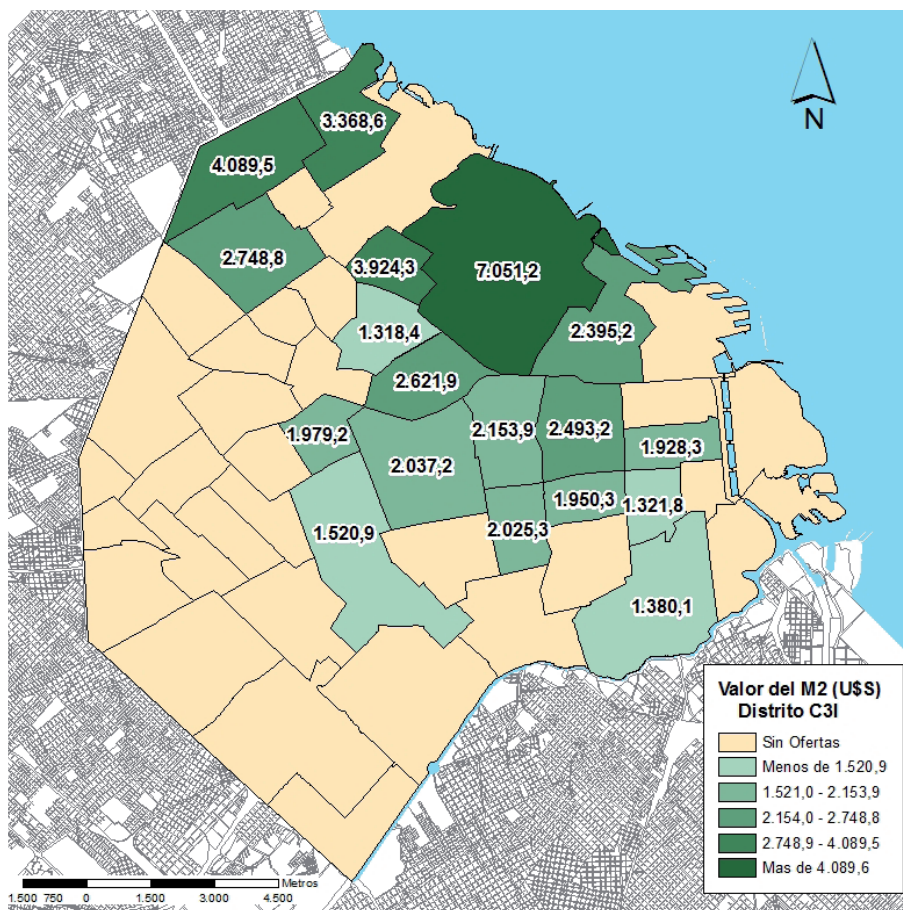 N
3.368,6
4.089,5
2.748,8
3.924,3
7.051,2
1.318,4
2.395,2
2.621,9
2.153,9
2.493,2
1.979,2
1.928,3
2.037,2
1.950,3
1.321,8
1.520,9
2.025,3
1.380,1
Valor del M2 (U$S)
Distrito C3I
Sin Ofertas
Menos de 1.520,9
1.521,0 - 2.153,9
2.154,0 - 2.748,8
2.748,9 - 4.089,5
Mas de 4.089,6
Metros
1.500 750 0 1.500 3.000 4.500